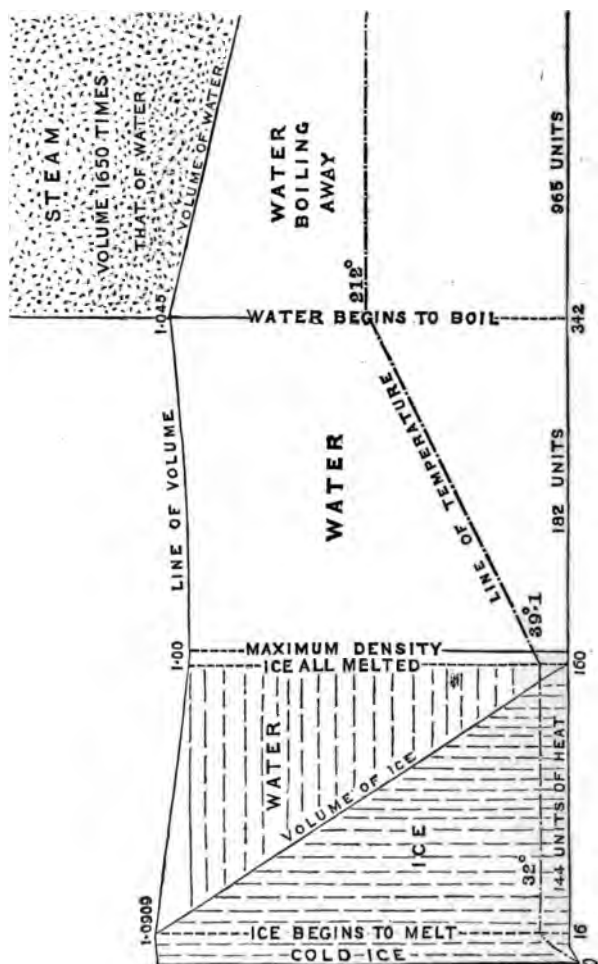 STEAM
VOLUME 1650 TIMES
THAT OF WATER
VOLUME OF WATER
WATER
BOILING
AWAY
965 UNITS
1·045
212°
WATER BEGINS TO BOIL
342
LINE OF VOLUME
WATER
LINE OF TEMPERATURE
182 UNITS
1·00
39°·1
MAXIMUM DENSITY
ICE ALL MELTED
160
WATER
VOLUME OF ICE
ICE
32°
144 UNITS OF HEAT
1·0909
ICE BEGINS TO MELT
16
COLD ICE
0